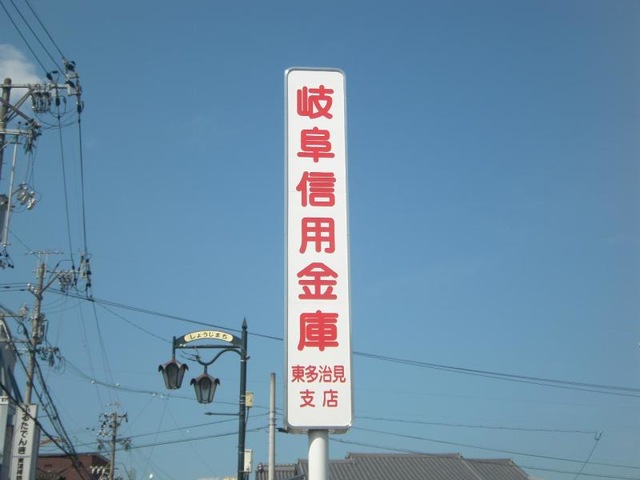 岐阜信用金庫
東多治見
支店
しょうじまち